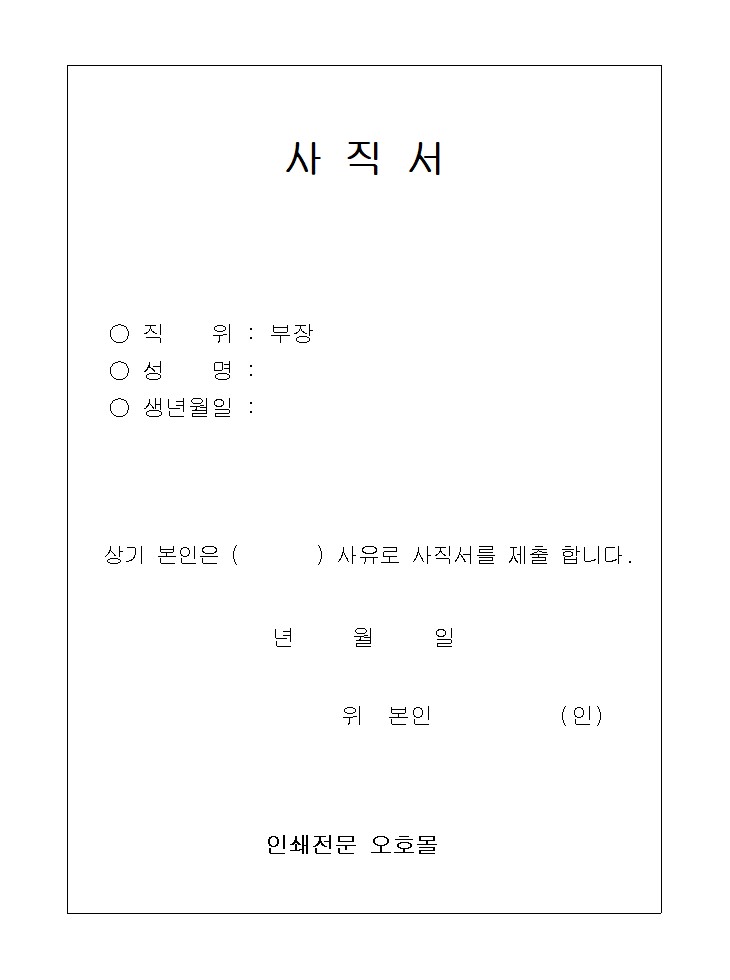 사 직 서
○ 직 위 : 부장
○ 성 명 :
○ 생년월일 :
상기 본인은 ( ) 사유로 사직서를 제출 합니다.
년 월 일
위 본인 (인)
인쇄전문 오호몰